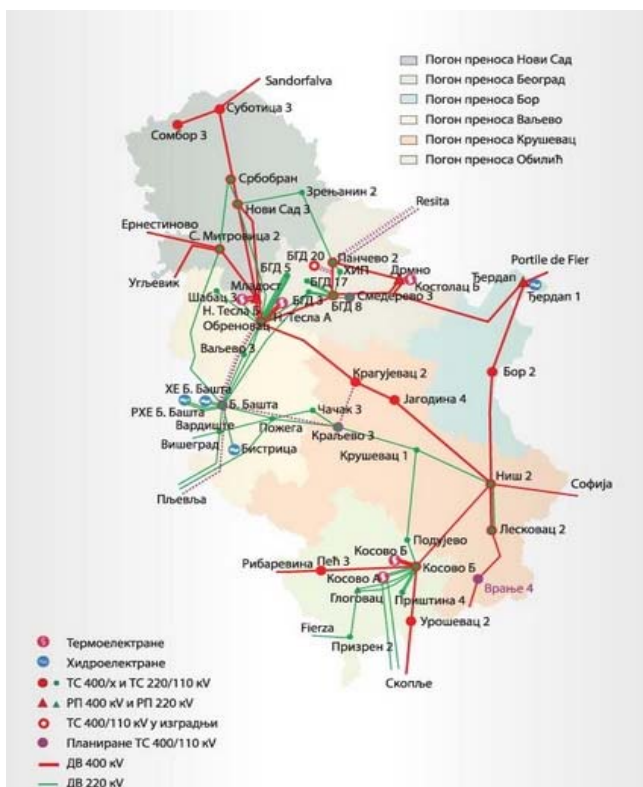 Погон преноса Нови Сад
Погон преноса Београд
Погон преноса Бор
Погон преноса Ваљево
Погон преноса Крушевац
Погон преноса Обилић
Sandorfalva
Суботица 3
Сомбор 3
Србобран
Зрењанин 2
Нови Сад 3
Resita
Ернестиново
С. Митровица 2
БГД 20
Панчево 2
Portile de Fier
БГД 5
ХИП
Дрмно
Ђердап
Угљевик
Младост
БГД 17
Костолац Б
Шабац 3
БГД 3
Смедерево 3
Ђердап 1
Н. Тесла Б
Н. Тесла А
БГД 8
Обреновац
Ваљево 3
Крагујевац 2
Бор 2
ХЕ Б. Башта
Јагодина 4
РХЕ Б. Башта
Б. Башта
Чачак 3
Вардиште
Пожега
Краљево 3
Вишеград
Бистрица
Крушевац 1
Ниш 2
Софија
Пљевља
Лесковац 2
Подујево
Косово Б
Рибаревина
Пећ 3
Косово Б
Косово А
Врање 4
Глоговац
Приштина 4
Fierza
Урошевац 2
Призрен 2
Скопље
Термоелектране
Хидроелектране
ТС 400/x и ТС 220/110 kV
РП 400 kV и РП 220 kV
ТС 400/110 kV у изградњи
Планиране ТС 400/110 kV
ДВ 400 kV
ДВ 220 kV